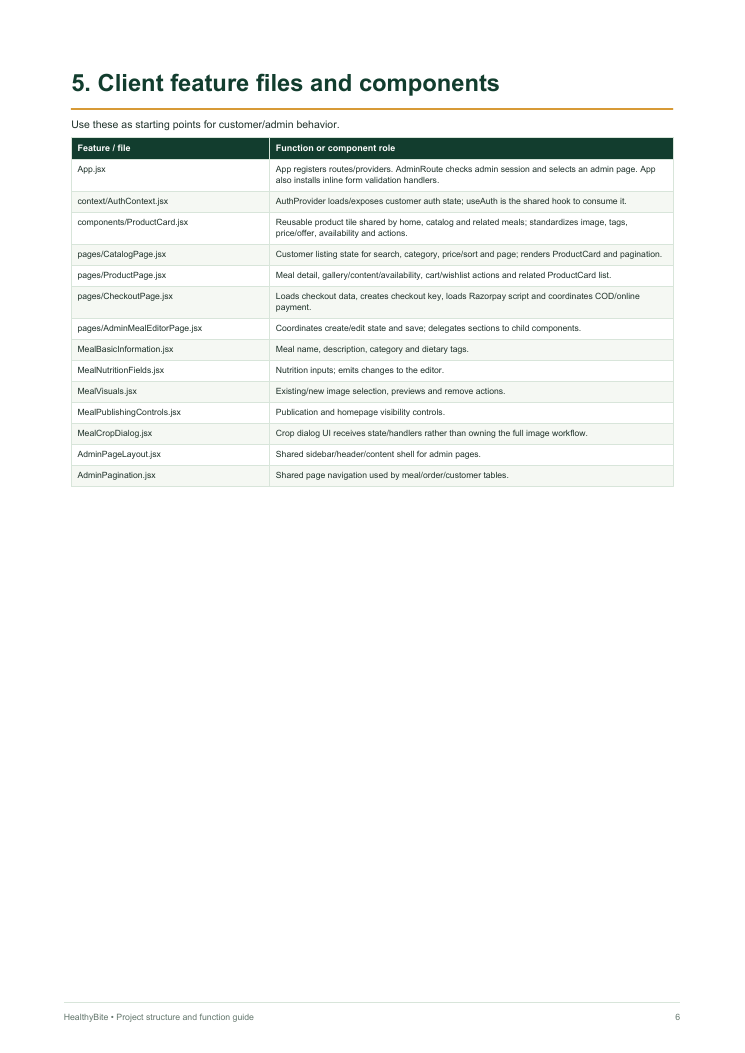 5. Client feature files and components
Use these as starting points for customer/admin behavior.
Feature / file	Function or component role
App.jsx	App registers routes/providers. AdminRoute checks admin session and selects an admin page. App
also installs inline form validation handlers.
context/AuthContext.jsx	AuthProvider loads/exposes customer auth state; useAuth is the shared hook to consume it.
components/ProductCard.jsx	Reusable product tile shared by home, catalog and related meals; standardizes image, tags,
price/offer, availability and actions.
pages/CatalogPage.jsx	Customer listing state for search, category, price/sort and page; renders ProductCard and pagination.
pages/ProductPage.jsx	Meal detail, gallery/content/availability, cart/wishlist actions and related ProductCard list.
pages/CheckoutPage.jsx	Loads checkout data, creates checkout key, loads Razorpay script and coordinates COD/online
payment.
pages/AdminMealEditorPage.jsx	Coordinates create/edit state and save; delegates sections to child components.
MealBasicInformation.jsx	Meal name, description, category and dietary tags.
MealNutritionFields.jsx	Nutrition inputs; emits changes to the editor.
MealVisuals.jsx	Existing/new image selection, previews and remove actions.
MealPublishingControls.jsx	Publication and homepage visibility controls.
MealCropDialog.jsx	Crop dialog UI receives state/handlers rather than owning the full image workflow.
AdminPageLayout.jsx	Shared sidebar/header/content shell for admin pages.
AdminPagination.jsx	Shared page navigation used by meal/order/customer tables.
HealthyBite • Project structure and function guide	6